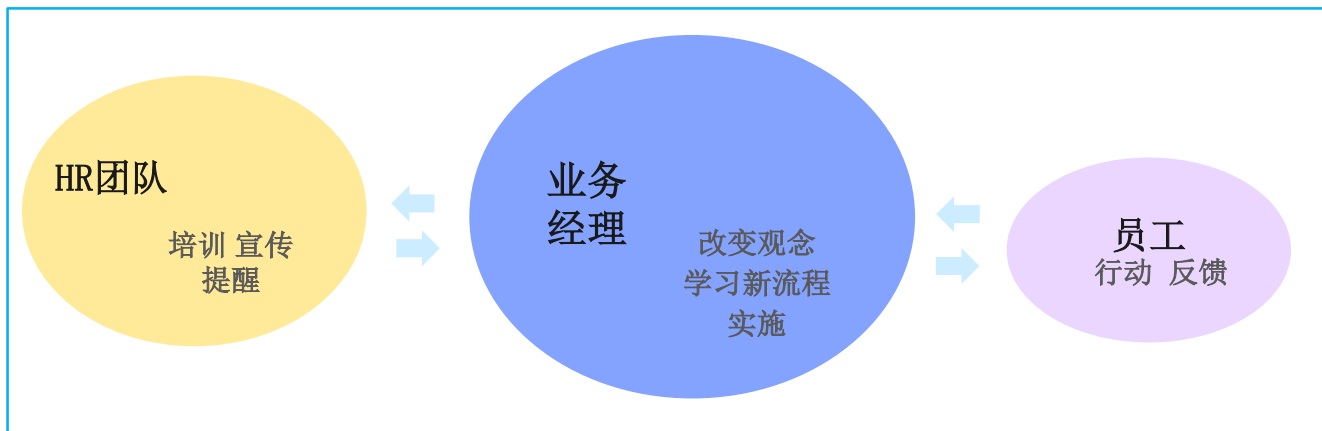 HR团队
培训 宣传
提醒
业务
经理
改变观念
学习新流程
实施
员工
行动 反馈